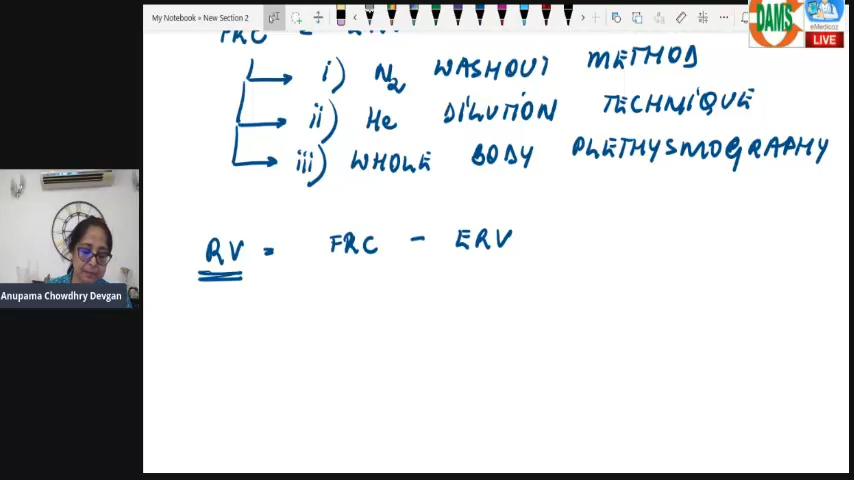 My Notebook » New Section 2
DAMS
eMedicoz
LIVE
FRC
i) N2 WASHOUT METHOD
ii) He DILUTION TECHNIQUE
iii) WHOLE BODY PLETHYSMOGRAPHY
RV = FRC - ERV
Anupama Chowdhry Devgan